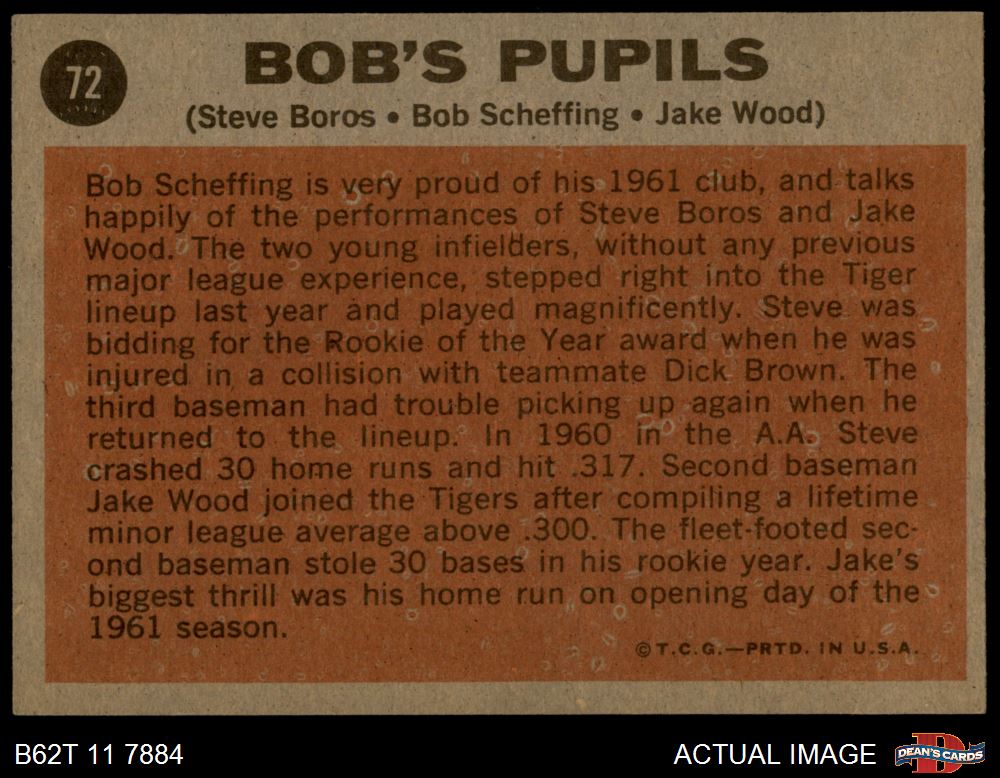 72
BOB'S PUPILS
(Steve Boros • Bob Scheffing • Jake Wood)
Bob Scheffing is very proud of his 1961 club, and talks
happily of the performances of Steve Boros and Jake
Wood. The two young infielders, without any previous
major league experience, stepped right into the Tiger
lineup last year and played magnificently. Steve was
bidding for the Rookie of the Year award when he was
injured in a collision with teammate Dick Brown. The
third baseman had trouble picking up again when he
returned to the lineup. In 1960 in the A.A. Steve
crashed 30 home runs and hit .317. Second baseman
Jake Wood joined the Tigers after compiling a lifetime
minor league average above .300. The fleet-footed sec-
ond baseman stole 30 bases in his rookie year. Jake's
biggest thrill was his home run on opening day of the
1961 season.
© T.C.G.—PRTD. IN U.S.A.
B62T 11 7884
ACTUAL IMAGE
D
DEAN'S CARDS